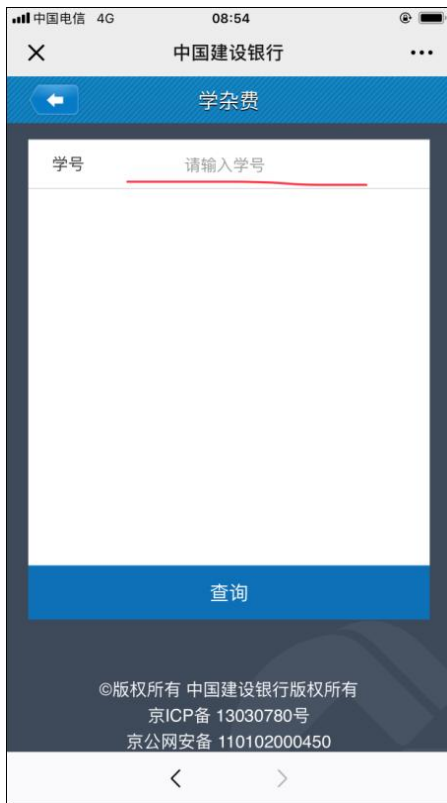 中国电信 4G 08:54
中国建设银行
学杂费
学号 请输入学号
查询
©版权所有 中国建设银行版权所有
京ICP备 13030780号
京公网安备 110102000450